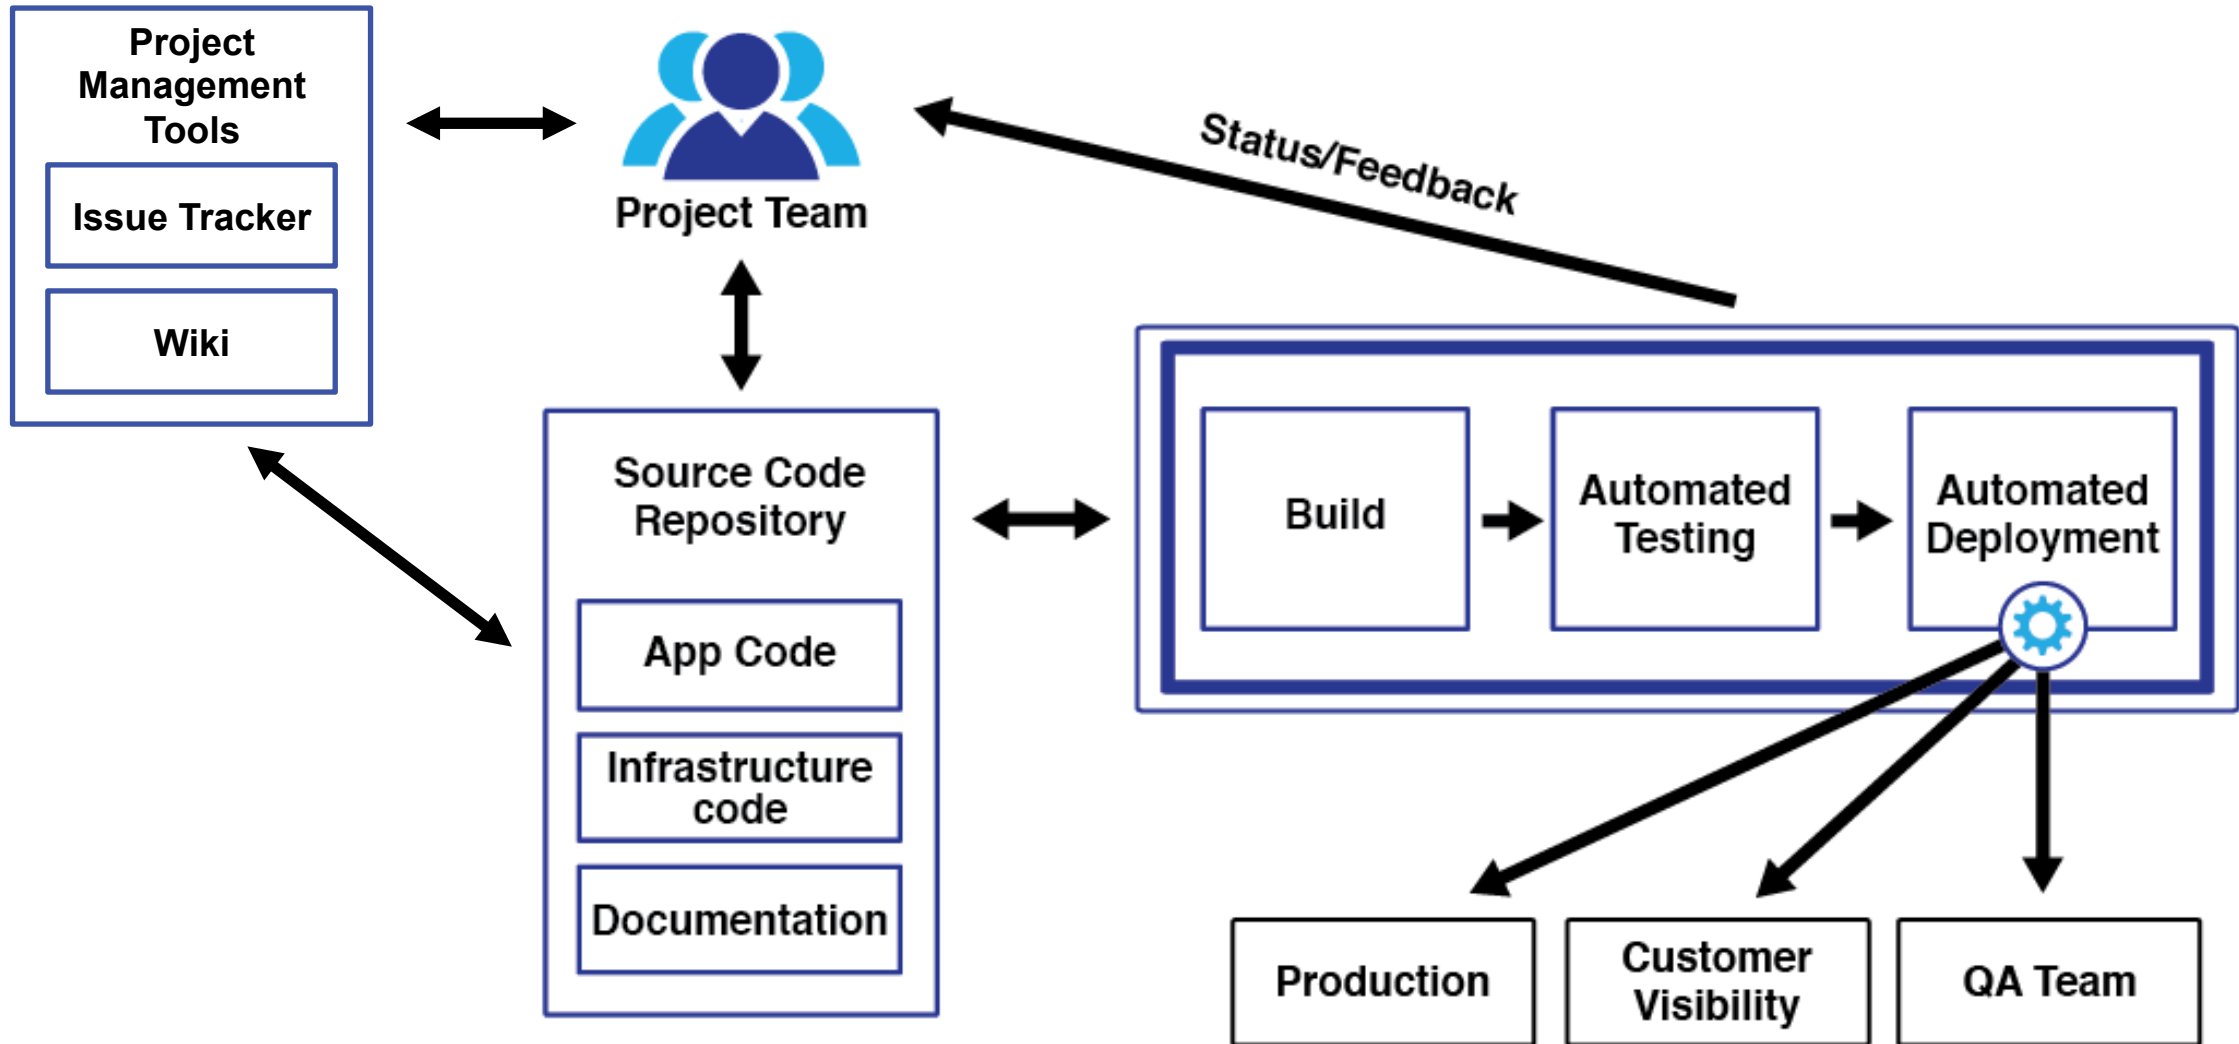 Project
Management
Tools
Issue Tracker
Wiki
Project Team
Status/Feedback
Source Code
Repository
App Code
Infrastructure
code
Documentation
Build
Automated
Testing
Automated
Deployment
Production
Customer
Visibility
QA Team